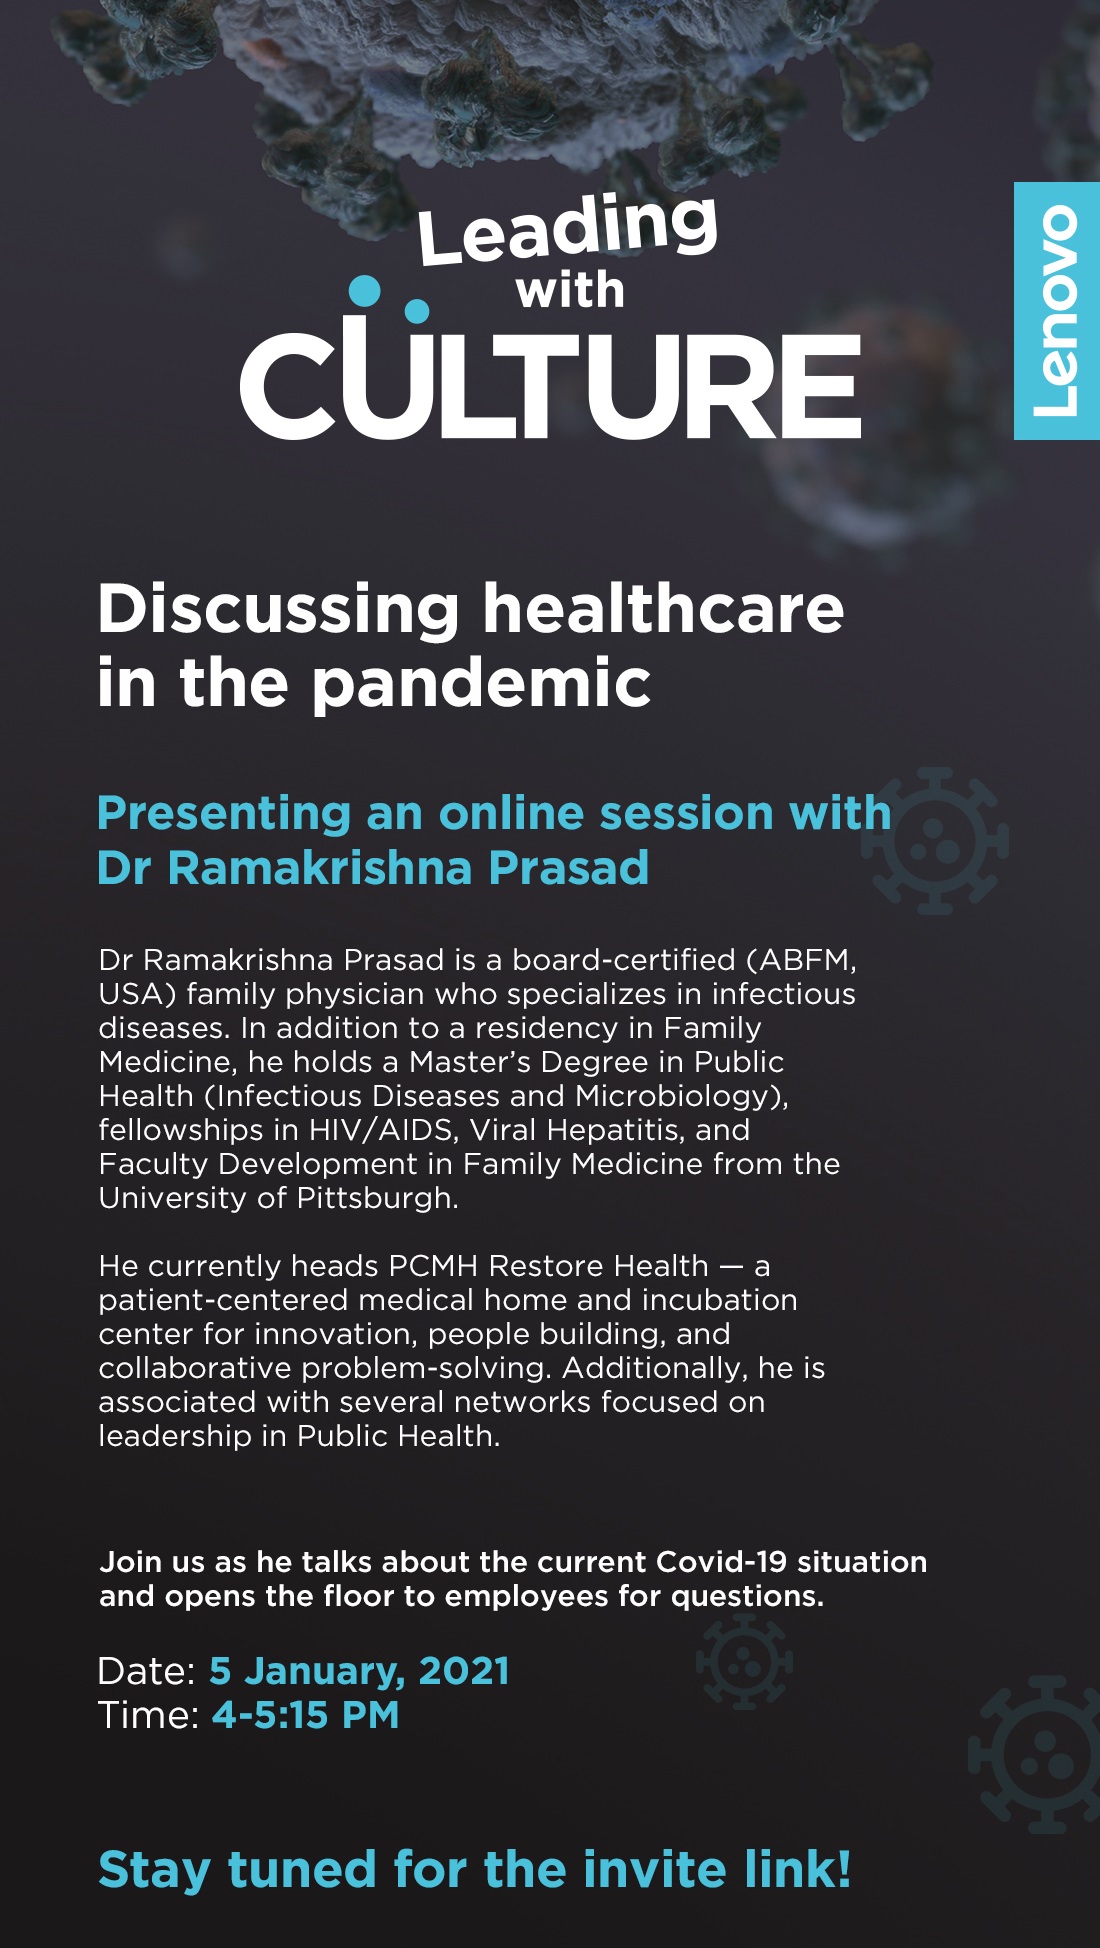 Leading
with
CULTURE
Lenovo
Discussing healthcare
in the pandemic
Presenting an online session with
Dr Ramakrishna Prasad
Dr Ramakrishna Prasad is a board-certified (ABFM,
USA) family physician who specializes in infectious
diseases. In addition to a residency in Family
Medicine, he holds a Master’s Degree in Public
Health (Infectious Diseases and Microbiology),
fellowships in HIV/AIDS, Viral Hepatitis, and
Faculty Development in Family Medicine from the
University of Pittsburgh.
He currently heads PCMH Restore Health — a
patient-centered medical home and incubation
center for innovation, people building, and
collaborative problem-solving. Additionally, he is
associated with several networks focused on
leadership in Public Health.
Join us as he talks about the current Covid-19 situation
and opens the floor to employees for questions.
Date: 5 January, 2021
Time: 4-5:15 PM
Stay tuned for the invite link!